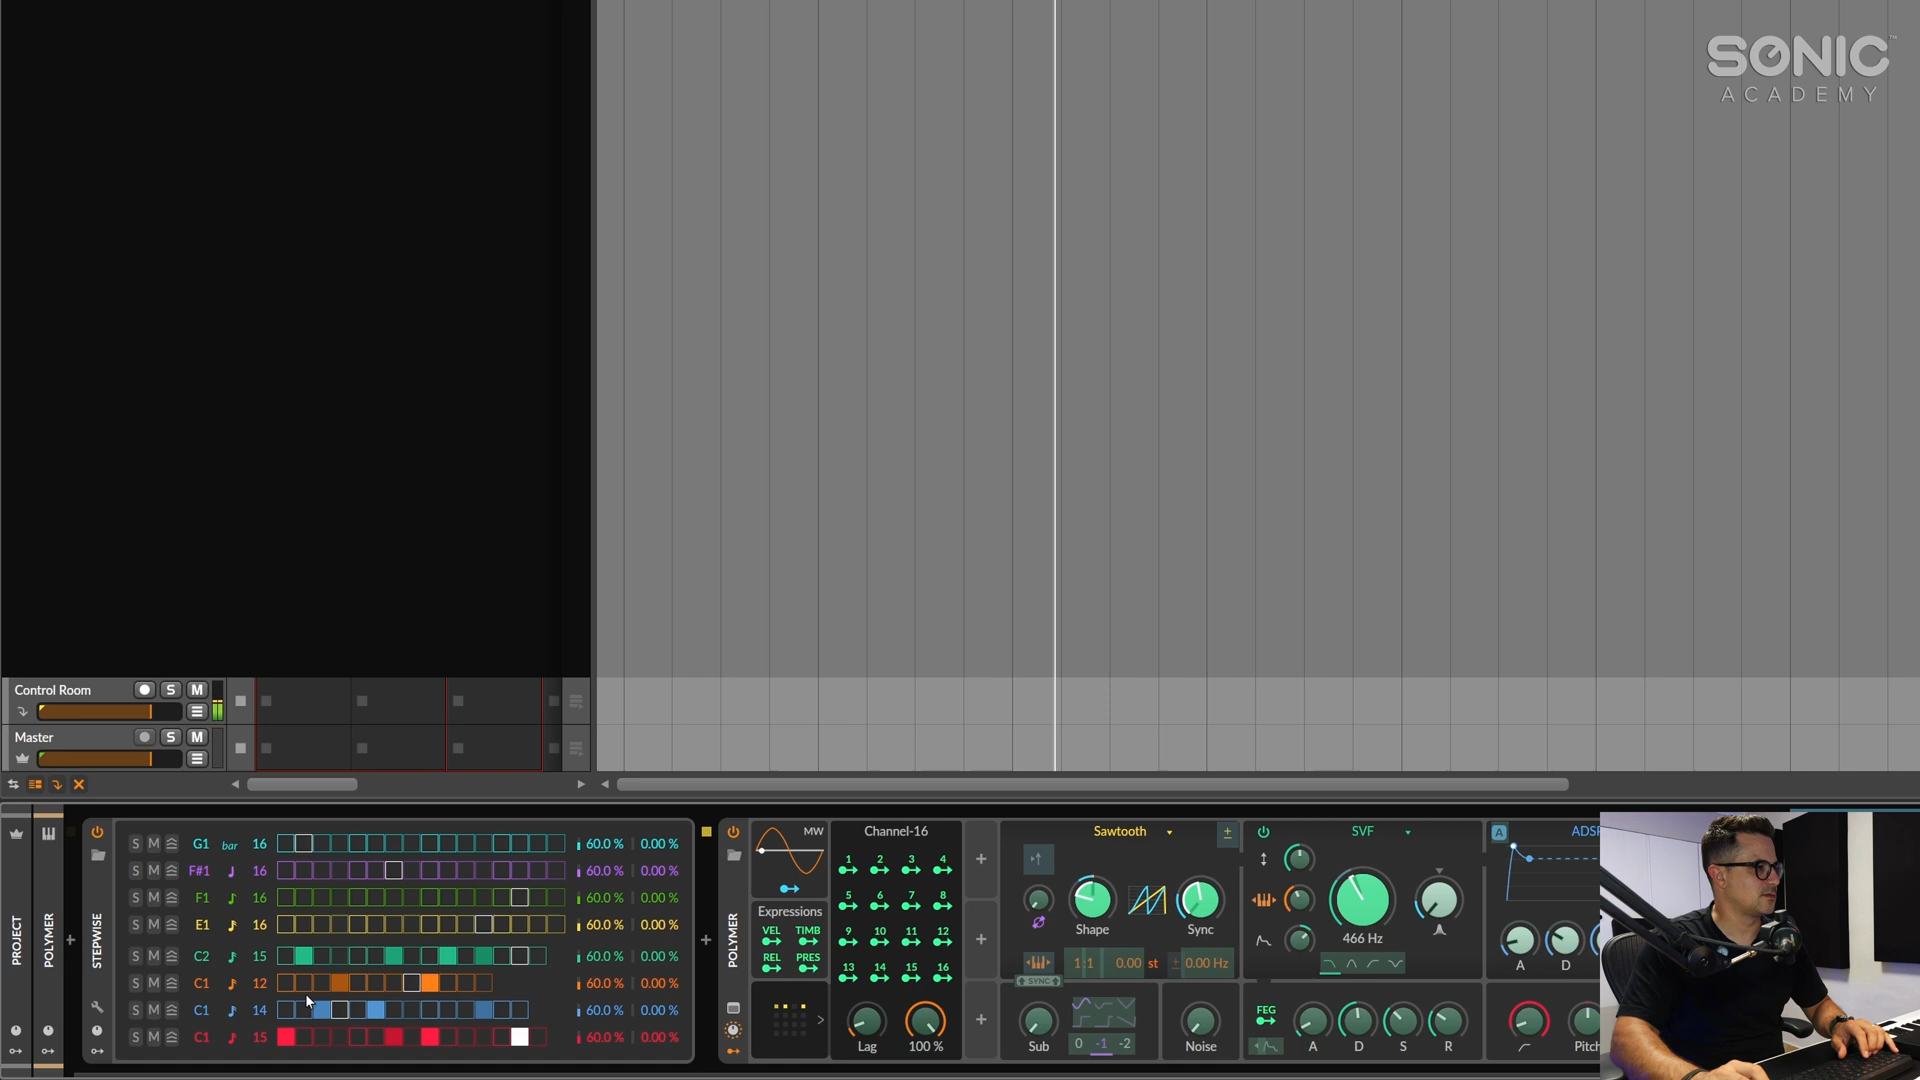 SONIC
ACADEMY™
Control Room
S M
Master
S M
PROJECT
POLYMER
STEPWISE
S M G1 bar 16 60.0 % 0.00 %
S M F#1 16 60.0 % 0.00 %
S M F1 16 60.0 % 0.00 %
S M E1 16 60.0 % 0.00 %
S M C2 15 60.0 % 0.00 %
S M C1 12 60.0 % 0.00 %
S M C1 14 60.0 % 0.00 %
S M C1 15 60.0 % 0.00 %
POLYMER
MW
Expressions
VEL TIMB
REL PRES
Channel-16
1 2 3 4
5 6 7 8
9 10 11 12
13 14 15 16
Lag 100 %
Sawtooth
Shape Sync
1:1 0.00 st ± 0.00 Hz
SYNC
Sub
0 -1 -2
Noise
SVF
466 Hz
FEG
A D S R
A
A D
Pitch